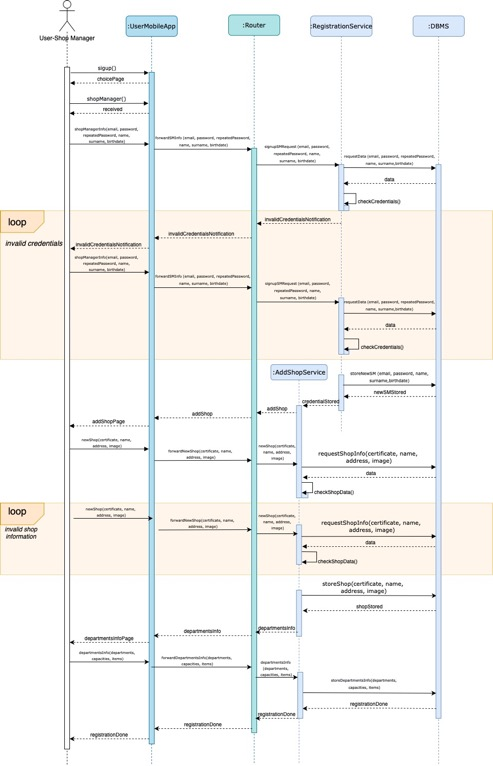 User-Shop Manager
:UserMobileApp
:Router
:RegistrationService
:DBMS
sigup()
choicePage
shopManager()
received
shopManagerInfo(email, password,
repeatedPassword, name,
surname, birthdate)
forwardSMInfo (email, password, repeatedPassword,
name, surname, birthdate)
signupSMRequest (email, password,
repeatedPassword, name,
surname, birthdate)
requestData (email, password, repeatedPassword,
name, surname,birthdate)
data
checkCredentials()
loop
invalid credentials
invalidCredentialsNotification
invalidCredentialsNotification
invalidCredentialsNotification
shopManagerInfo(email, password,
repeatedPassword, name,
surname, birthdate)
forwardSMInfo (email, password, repeatedPassword,
name, surname, birthdate)
signupSMRequest (email, password,
repeatedPassword, name,
surname, birthdate)
requestData (email, password, repeatedPassword,
name, surname,birthdate)
data
checkCredentials()
:AddShopService
storeNewSM (email, password, name,
surname,birthdate)
newSMStored
credentialStored
addShop
addShop
addShopPage
newShop(certificate, name,
address, image)
forwardNewShop(certificate, name,
address, image)
newShop(certificate,
name, address,
image)
requestShopInfo(certificate, name,
address, image)
data
checkShopData()
loop
invalid shop
information
newShop(certificate, name,
address, image)
forwardNewShop(certificate, name,
address, image)
newShop(certificate,
name, address,
image)
requestShopInfo(certificate, name,
address, image)
data
checkShopData()
storeShop(certificate, name,
address, image)
shopStored
departmentsInfo
departmentsInfo
departmentsInfoPage
departmentsInfo(departments,
capacities, items)
forwardDepartmentsInfo(departments,
capacities, items)
departmentsInfo
(departments,
capacities, items)
storeDepartmentsInfo(departments,
capacities, items)
registrationDone
registrationDone
registrationDone